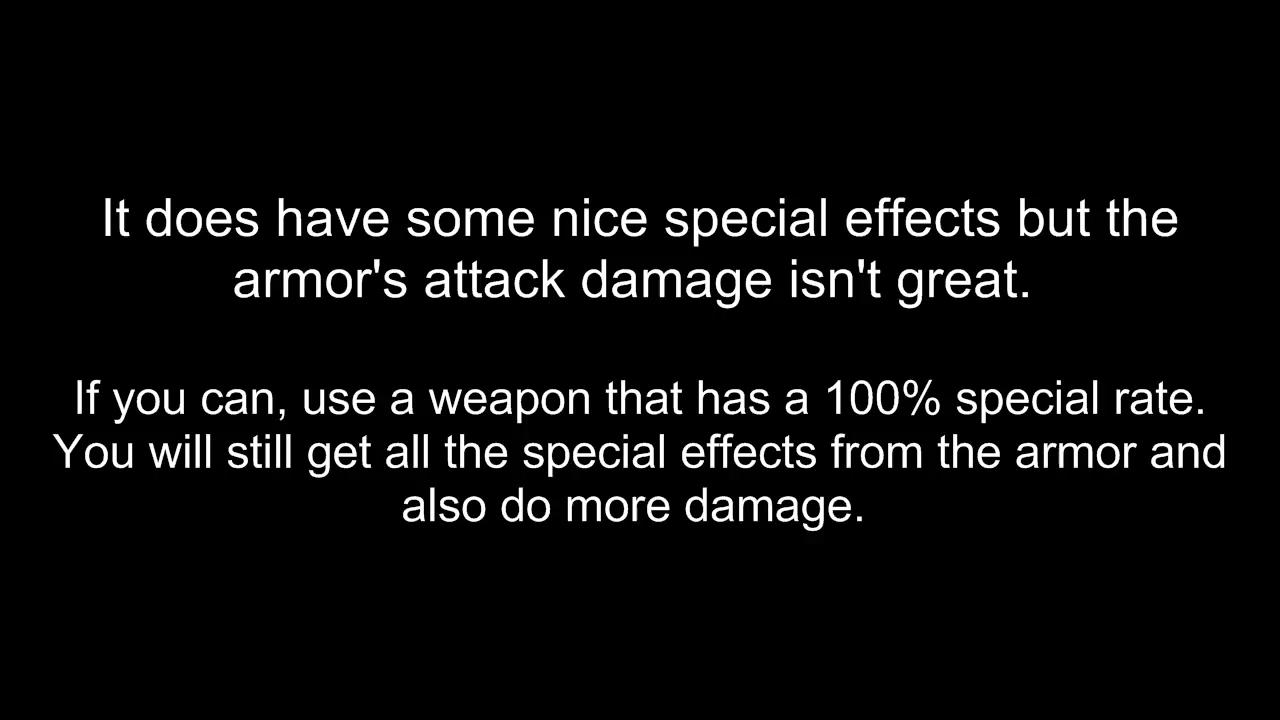 It does have some nice special effects but the
armor's attack damage isn't great.
If you can, use a weapon that has a 100% special rate.
You will still get all the special effects from the armor and
also do more damage.